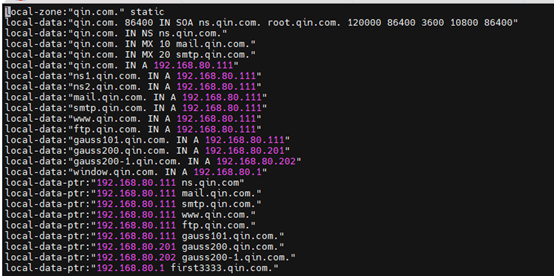 local-zone:"qin.com." static
local-data:"qin.com. 86400 IN SOA ns.qin.com. root.qin.com. 120000 86400 3600 10800 86400"
local-data:"qin.com. IN NS ns.qin.com."
local-data:"qin.com. IN MX 10 mail.qin.com."
local-data:"qin.com. IN MX 20 smtp.qin.com."
local-data:"qin.com. IN A 192.168.80.111"
local-data:"ns1.qin.com. IN A 192.168.80.111"
local-data:"ns2.qin.com. IN A 192.168.80.111"
local-data:"mail.qin.com. IN A 192.168.80.111"
local-data:"smtp.qin.com. IN A 192.168.80.111"
local-data:"www.qin.com. IN A 192.168.80.111"
local-data:"ftp.qin.com. IN A 192.168.80.111"
local-data:"gauss101.qin.com. IN A 192.168.80.111"
local-data:"gauss200.qin.com. IN A 192.168.80.201"
local-data:"gauss200-1.qin.com. IN A 192.168.80.202"
local-data:"window.qin.com. IN A 192.168.80.1"
local-data-ptr:"192.168.80.111 ns.qin.com"
local-data-ptr:"192.168.80.111 mail.qin.com."
local-data-ptr:"192.168.80.111 smtp.qin.com."
local-data-ptr:"192.168.80.111 www.qin.com."
local-data-ptr:"192.168.80.111 ftp.qin.com."
local-data-ptr:"192.168.80.111 gauss101.qin.com."
local-data-ptr:"192.168.80.201 gauss200.qin.com."
local-data-ptr:"192.168.80.202 gauss200-1.qin.com."
local-data-ptr:"192.168.80.1 first3333.qin.com."